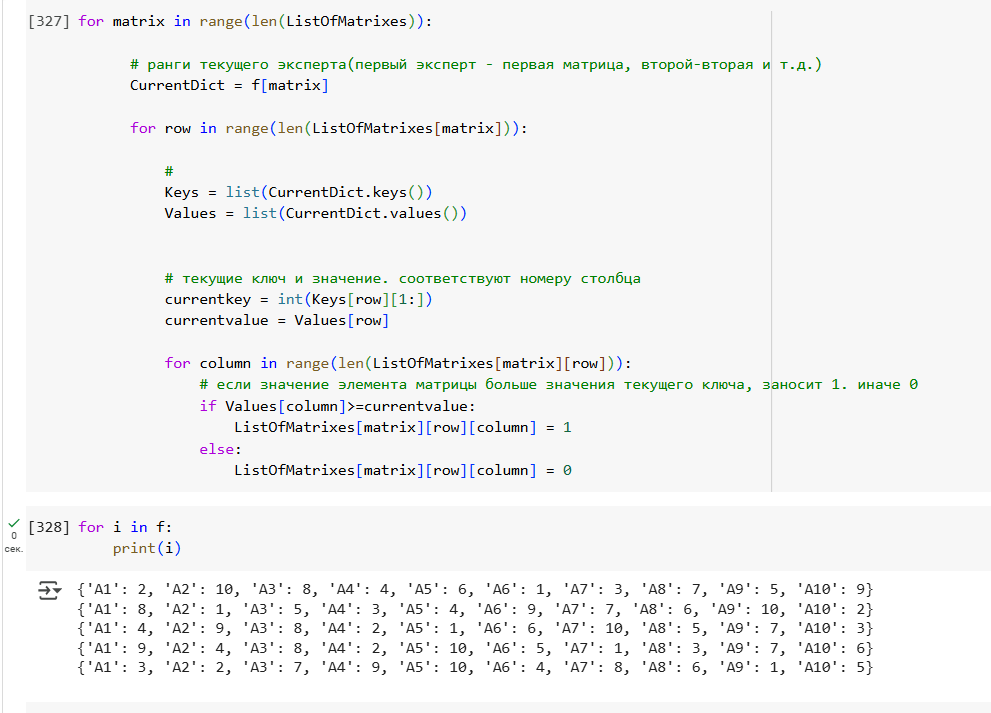 [327] for matrix in range(len(ListOfMatrixes)):
# ранги текущего эксперта(первый эксперт - первая матрица, второй-вторая и т.д.)
CurrentDict = f[matrix]
for row in range(len(ListOfMatrixes[matrix])):
#
Keys = list(CurrentDict.keys())
Values = list(CurrentDict.values())
# текущие ключ и значение. соответствуют номеру столбца
currentkey = int(Keys[row][1:])
currentvalue = Values[row]
for column in range(len(ListOfMatrixes[matrix][row])):
# если значение элемента матрицы больше значения текущего ключа, заносит 1. иначе 0
if Values[column]>=currentvalue:
ListOfMatrixes[matrix][row][column] = 1
else:
ListOfMatrixes[matrix][row][column] = 0
[328] for i in f:
0
print(i)
сек.
{'A1': 2, 'A2': 10, 'A3': 8, 'A4': 4, 'A5': 6, 'A6': 1, 'A7': 3, 'A8': 7, 'A9': 5, 'A10': 9}
{'A1': 8, 'A2': 1, 'A3': 5, 'A4': 3, 'A5': 4, 'A6': 9, 'A7': 7, 'A8': 6, 'A9': 10, 'A10': 2}
{'A1': 4, 'A2': 9, 'A3': 8, 'A4': 2, 'A5': 1, 'A6': 6, 'A7': 10, 'A8': 5, 'A9': 7, 'A10': 3}
{'A1': 9, 'A2': 4, 'A3': 8, 'A4': 2, 'A5': 10, 'A6': 5, 'A7': 1, 'A8': 3, 'A9': 7, 'A10': 6}
{'A1': 3, 'A2': 2, 'A3': 7, 'A4': 9, 'A5': 10, 'A6': 4, 'A7': 8, 'A8': 6, 'A9': 1, 'A10': 5}